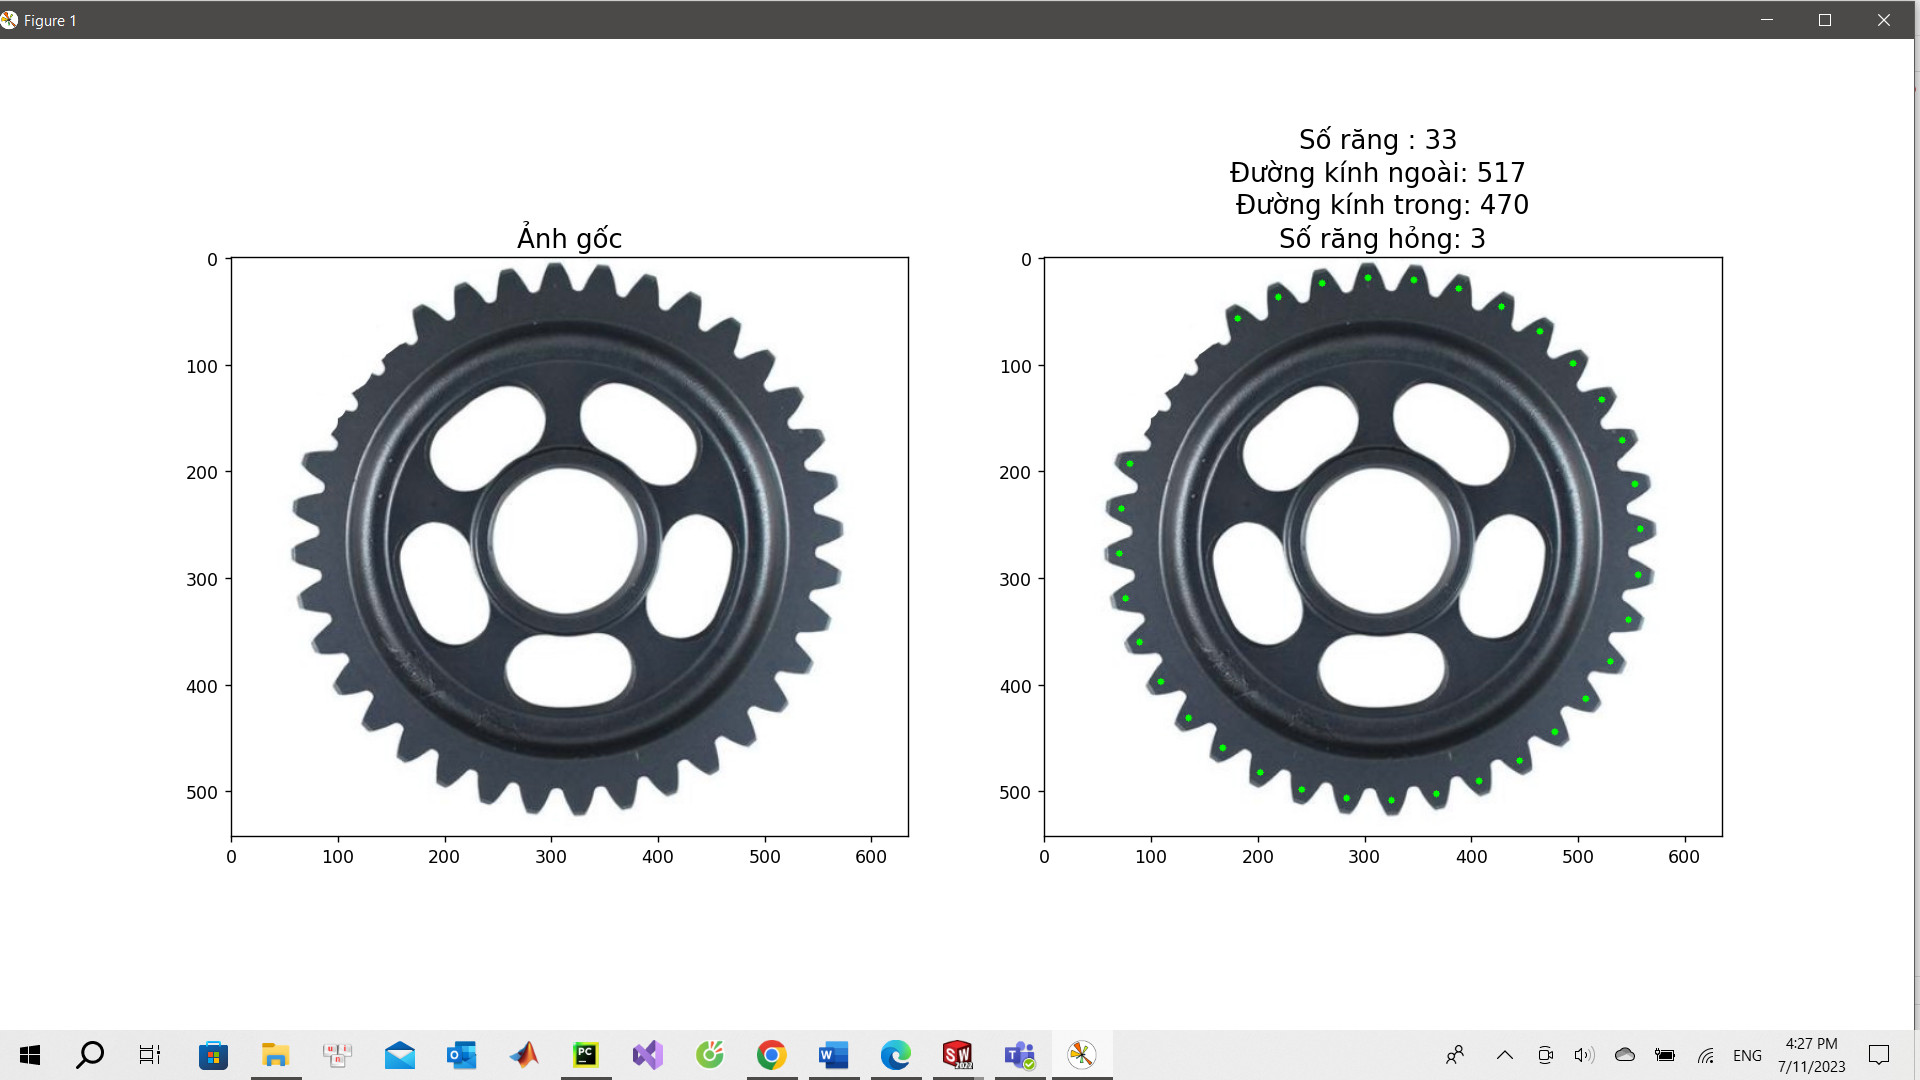 Figure 1
Số răng : 33
Đường kính ngoài: 517
Đường kính trong: 470
Số răng hỏng: 3
Ảnh gốc
0
100
200
300
400
500
0 100 200 300 400 500 600
0
100
200
300
400
500
0 100 200 300 400 500 600
ENG
4:27 PM
7/11/2023